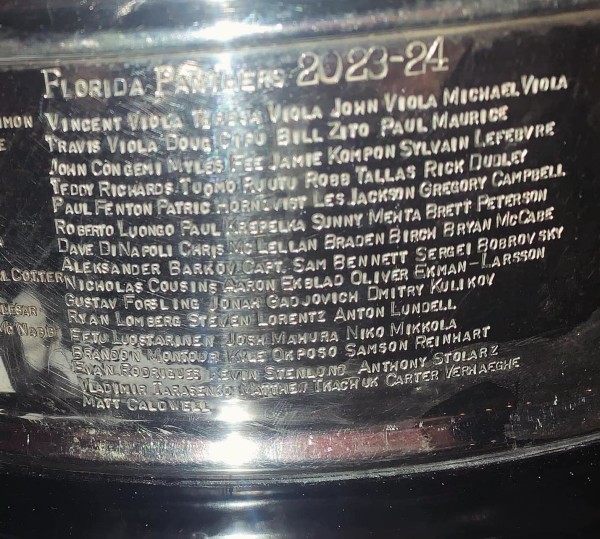 FLORIDA PANTHERS 2023-24
VINCENT VIOLA TERESA VIOLA JOHN VIOLA MICHAEL VIOLA
TRAVIS VIOLA DOUG CIFU BILL ZITO PAUL MAURICE
JOHN CONGEMI MYLES FEE JAMIE KOMPON SYLVAIN LEFEBVRE
TEDDY RICHARDS TUOMO RUUTU ROBB TALLAS RICK DUDLEY
PAUL FENTON PATRIC HORNQVIST LES JACKSON GREGORY CAMPBELL
ROBERTO LUONGO PAUL KREPELKA SUNNY MEHTA BRETT PETERSON
DAVE DINAPOLI CHRIS MCLELLAN BRADEN BIRCH BRYAN MCCABE
ALEKSANDER BARKOV CAPT. SAM BENNETT SERGEI BOBROVSKY
NICHOLAS COUSINS AARON EKBLAD OLIVER EKMAN-LARSSON
GUSTAV FORSLING JONAH GADJOVICH DMITRY KULIKOV
RYAN LOMBERG STEVEN LORENTZ ANTON LUNDELL
EETU LUOSTARINEN JOSH MAHURA NIKO MIKKOLA
BRANDON MONTOUR KYLE OKPOSO SAMSON REINHART
EVAN RODRIGUES KEVIN STENLUND ANTHONY STOLARZ
VLADIMIR TARASENKO MATTHEW TKACHUK CARTER VERHAEGHE
MATT CALDWELL
COTTER